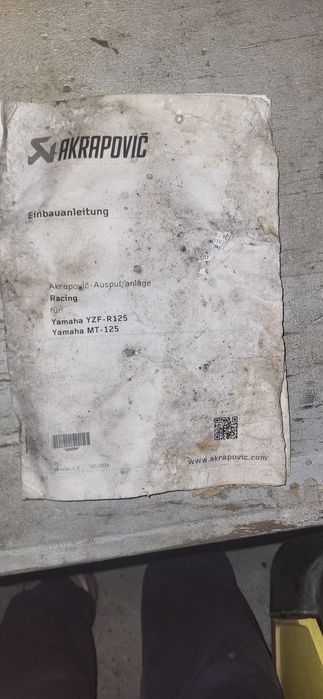 AKRAPOVIČ
Einbauanleitung
Akrapovič-Auspuffanlage
Racing
für
Yamaha YZF-R125
Yamaha MT-125
www.akrapovic.com